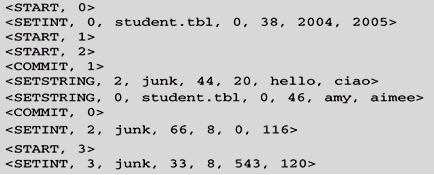 <START, 0>
<SETINT, 0, student.tbl, 0, 38, 2004, 2005>
<START, 1>
<START, 2>
<COMMIT, 1>
<SETSTRING, 2, junk, 44, 20, hello, ciao>
<SETSTRING, 0, student.tbl, 0, 46, amy, aimee>
<COMMIT, 0>
<SETINT, 2, junk, 66, 8, 0, 116>
<START, 3>
<SETINT, 3, junk, 33, 8, 543, 120>